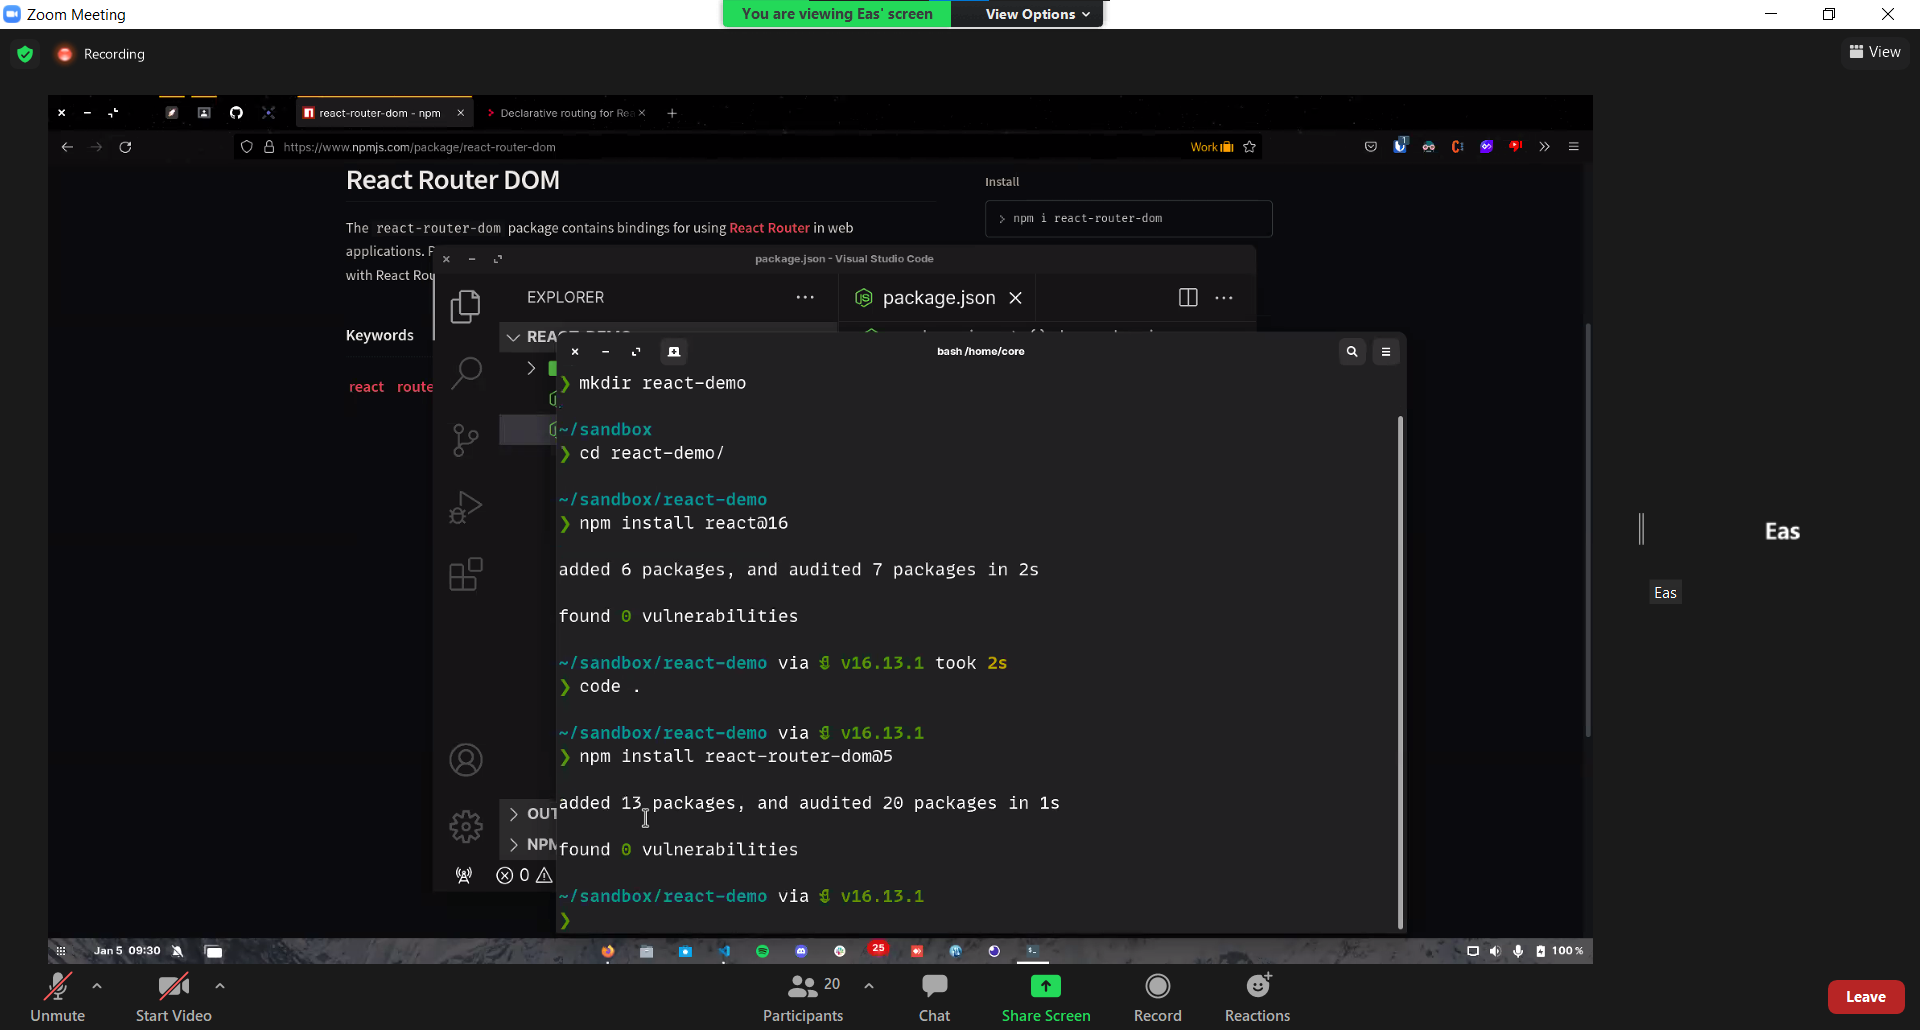 Zoom Meeting
You are viewing Eas' screen
View Options
Recording
View
react-router-dom - npm
Declarative routing for Rea
https://www.npmjs.com/package/react-router-dom
Work
React Router DOM
Install
The react-router-dom package contains bindings for using React Router in web
> npm i react-router-dom
applications.
with React Rou
package.json - Visual Studio Code
EXPLORER
package.json
Keywords
react route
bash /home/core
❯ mkdir react-demo
~/sandbox
❯ cd react-demo/
~/sandbox/react-demo
❯ npm install react@16
added 6 packages, and audited 7 packages in 2s
found 0 vulnerabilities
~/sandbox/react-demo via v16.13.1 took 2s
❯ code .
~/sandbox/react-demo via v16.13.1
❯ npm install react-router-dom@5
added 13 packages, and audited 20 packages in 1s
OUT
NPM
found 0 vulnerabilities
0
~/sandbox/react-demo via v16.13.1
❯
Eas
Eas
Jan 5 09:30
25
100 %
Unmute
Start Video
20
Participants
Chat
Share Screen
Record
Reactions
Leave